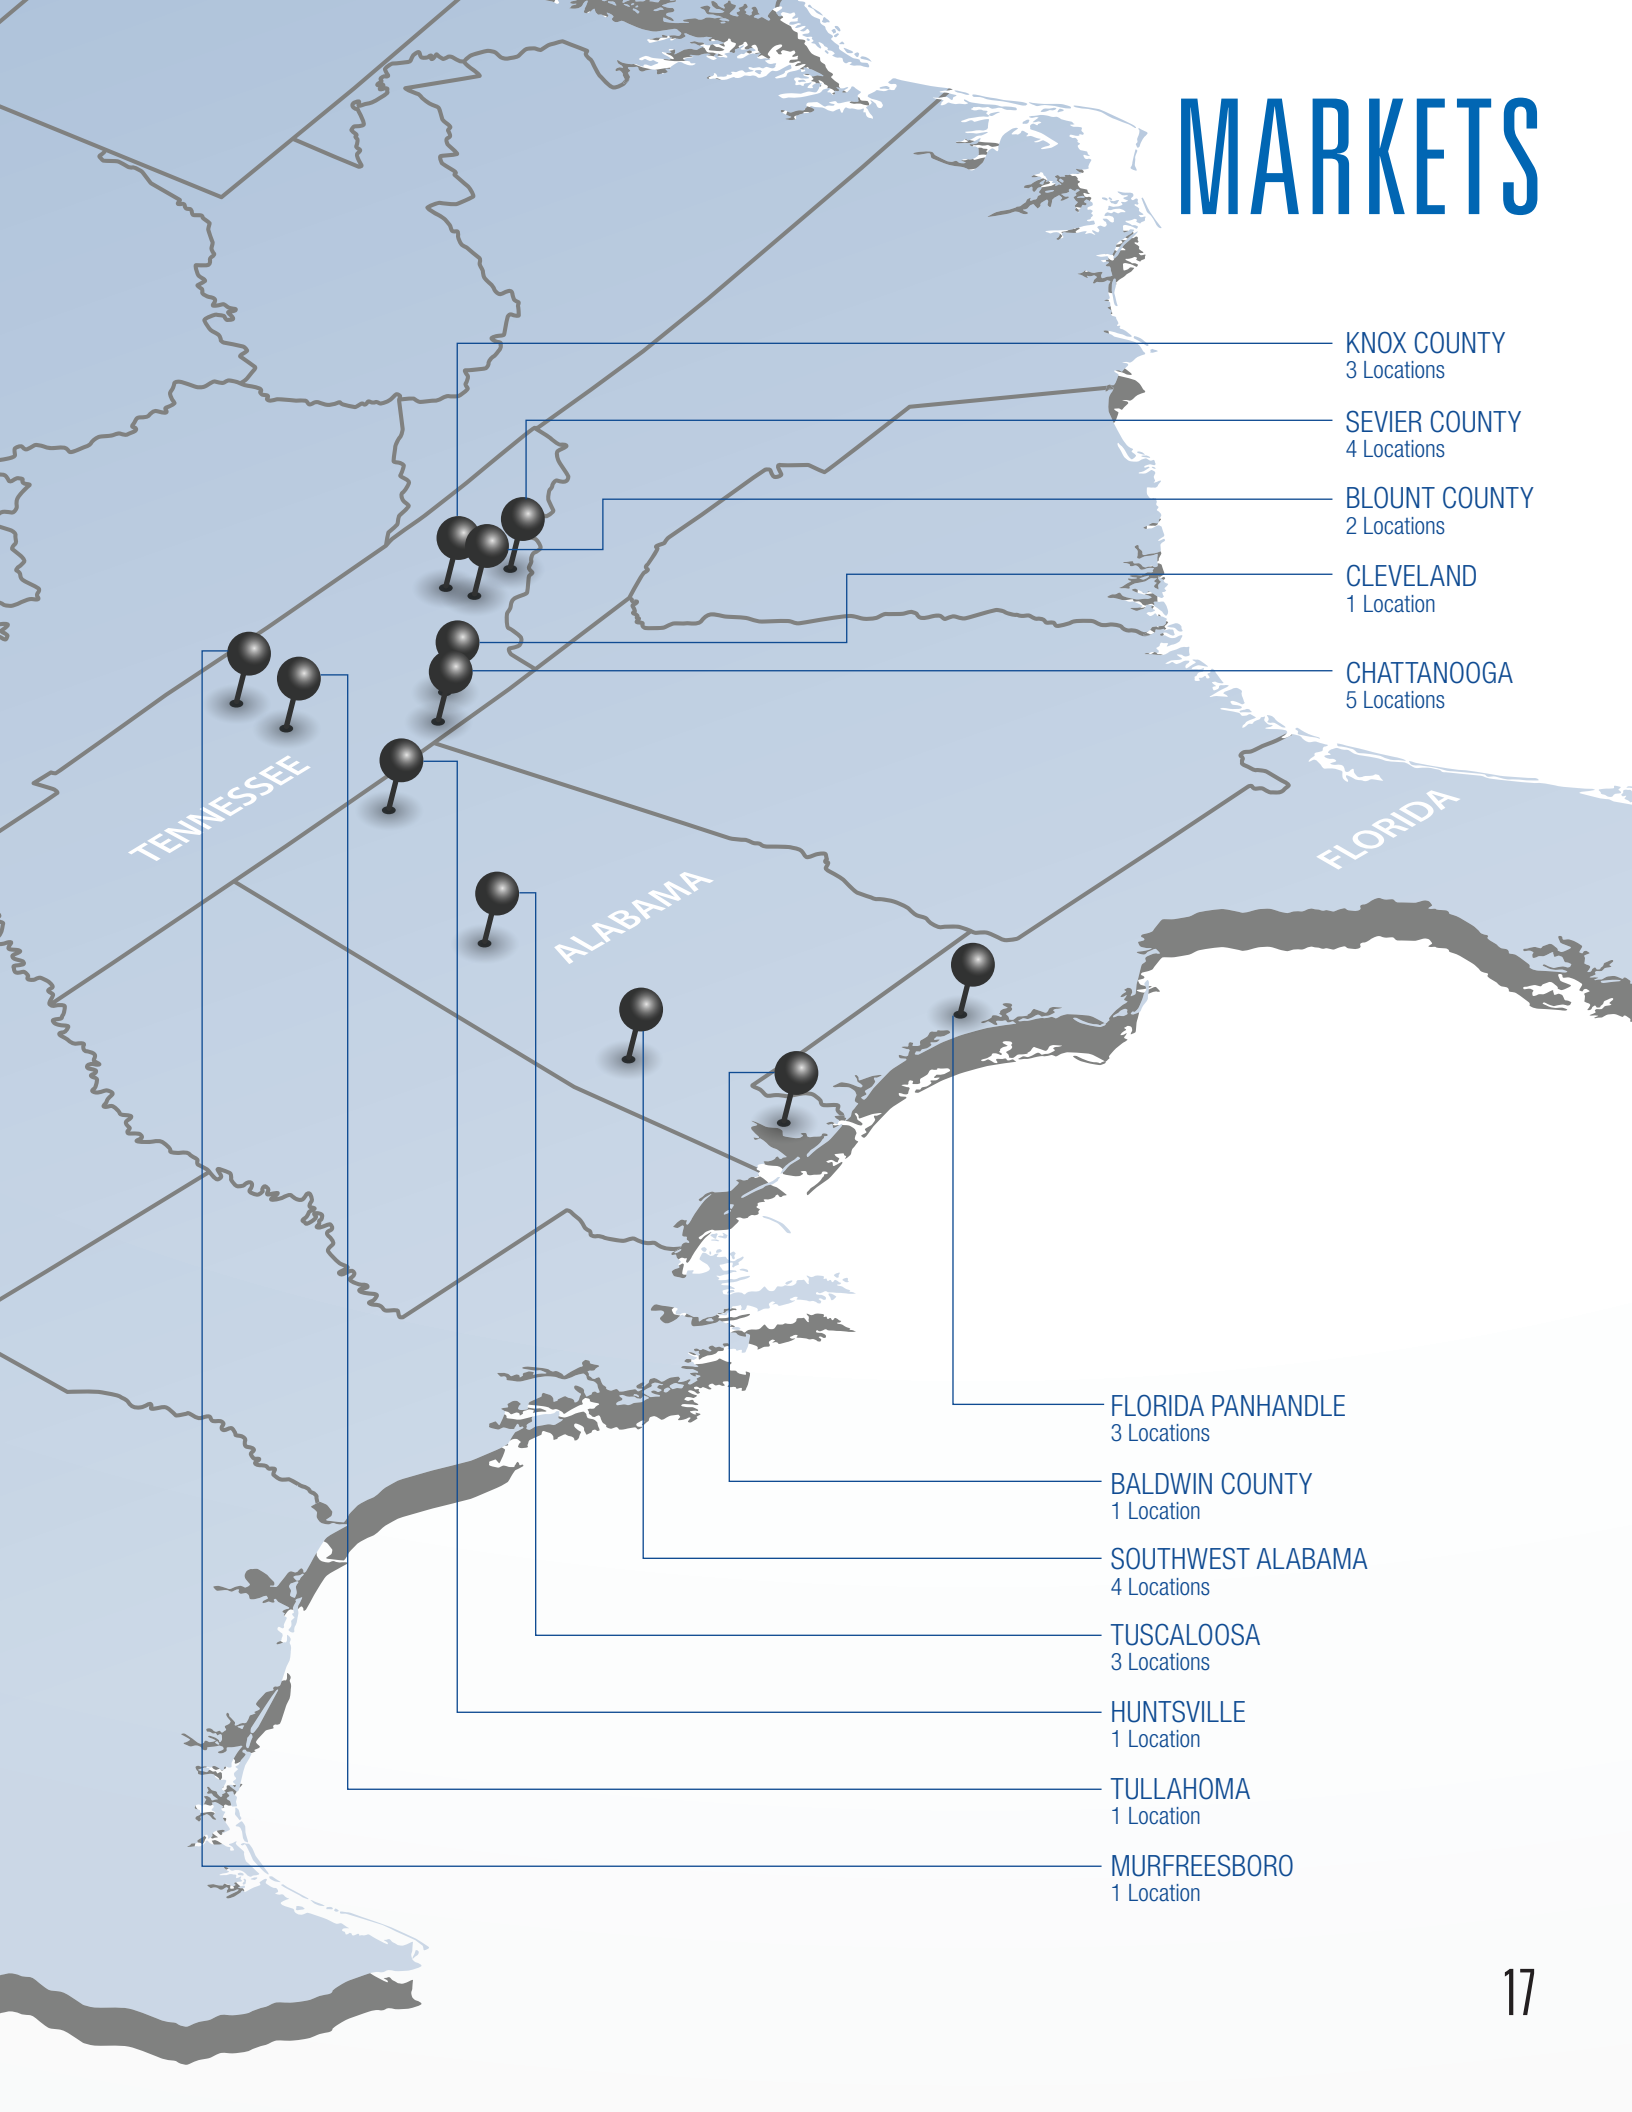 MARKETS
KNOX COUNTY
3 Locations
SEVIER COUNTY
4 Locations
BLOUNT COUNTY
2 Locations
CLEVELAND
1 Location
CHATTANOOGA
5 Locations
TENNESSEE
ALABAMA
FLORIDA
FLORIDA PANHANDLE
3 Locations
BALDWIN COUNTY
1 Location
SOUTHWEST ALABAMA
4 Locations
TUSCALOOSA
3 Locations
HUNTSVILLE
1 Location
TULLAHOMA
1 Location
MURFREESBORO
1 Location
17